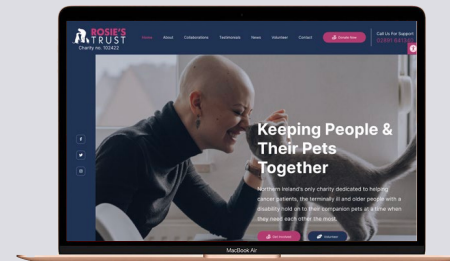 ROSIE'S
TRUST
Charity no. 102422
Home About Collaborations Testimonials News Volunteer Contact Donate Now
Call Us For Support
Keeping People &
Their Pets
Together
Northern Ireland's only charity dedicated to helping
cancer patients, the terminally ill and older people with a
disability hold on to their companion pets at a time when
they need each other the most.
Get Involved Volunteer
MacBook Air